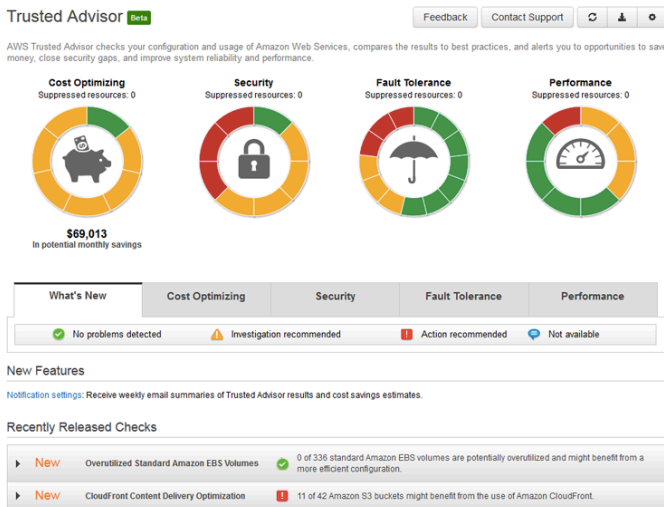 Trusted Advisor Beta
Feedback
Contact Support
AWS Trusted Advisor checks your configuration and usage of Amazon Web Services, compares the results to best practices, and alerts you to opportunities to save
money, close security gaps, and improve system reliability and performance.
Cost Optimizing
Suppressed resources: 0
Security
Suppressed resources: 0
Fault Tolerance
Suppressed resources: 0
Performance
Suppressed resources: 0
$69,013
In potential monthly savings
What's New
Cost Optimizing
Security
Fault Tolerance
Performance
No problems detected
Investigation recommended
Action recommended
Not available
New Features
Notification settings: Receive weekly email summaries of Trusted Advisor results and cost savings estimates.
Recently Released Checks
New
Overutilized Standard Amazon EBS Volumes
0 of 336 standard Amazon EBS volumes are potentially overutilized and might benefit from a
more efficient configuration.
New
CloudFront Content Delivery Optimization
11 of 42 Amazon S3 buckets might benefit from the use of Amazon CloudFront.